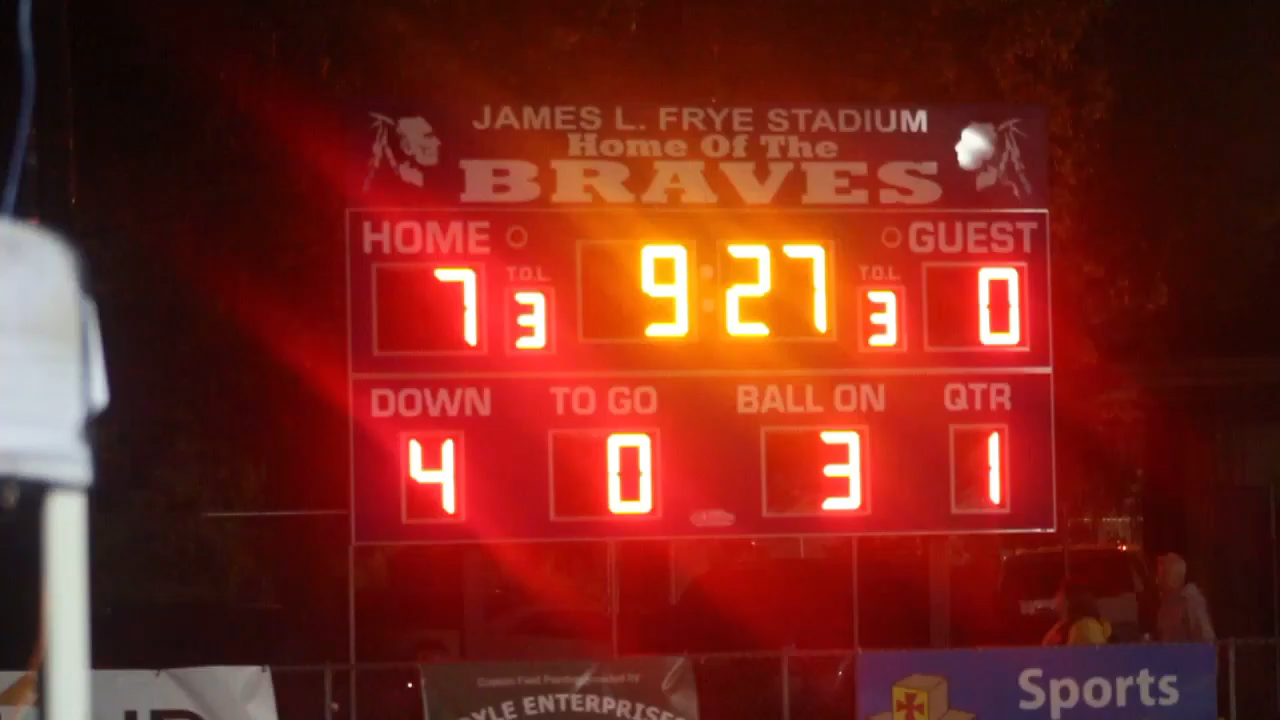 JAMES L. FRYE STADIUM
Home Of The
BRAVES
HOME 9:27 GUEST
7 T.O.L. 3 T.O.L. 3 0
DOWN TO GO BALL ON QTR
4 0 3 1
ENTERPRISES
Sports